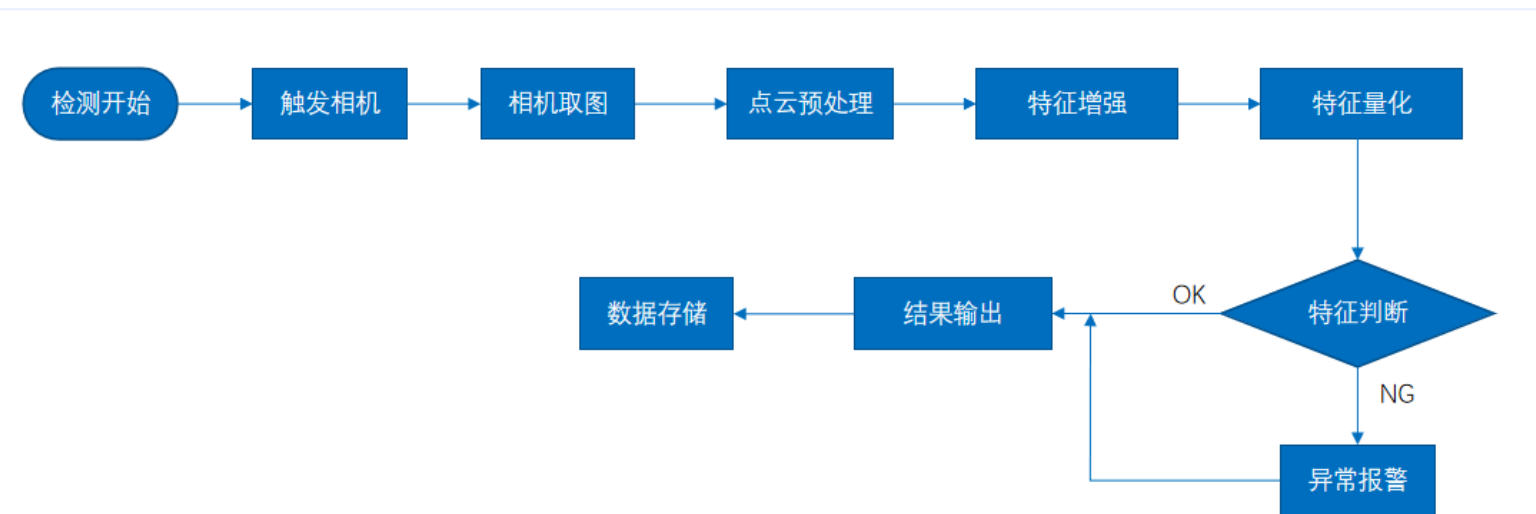 检测开始
触发相机
相机取图
点云预处理
特征增强
特征量化
数据存储
结果输出
OK
特征判断
NG
异常报警